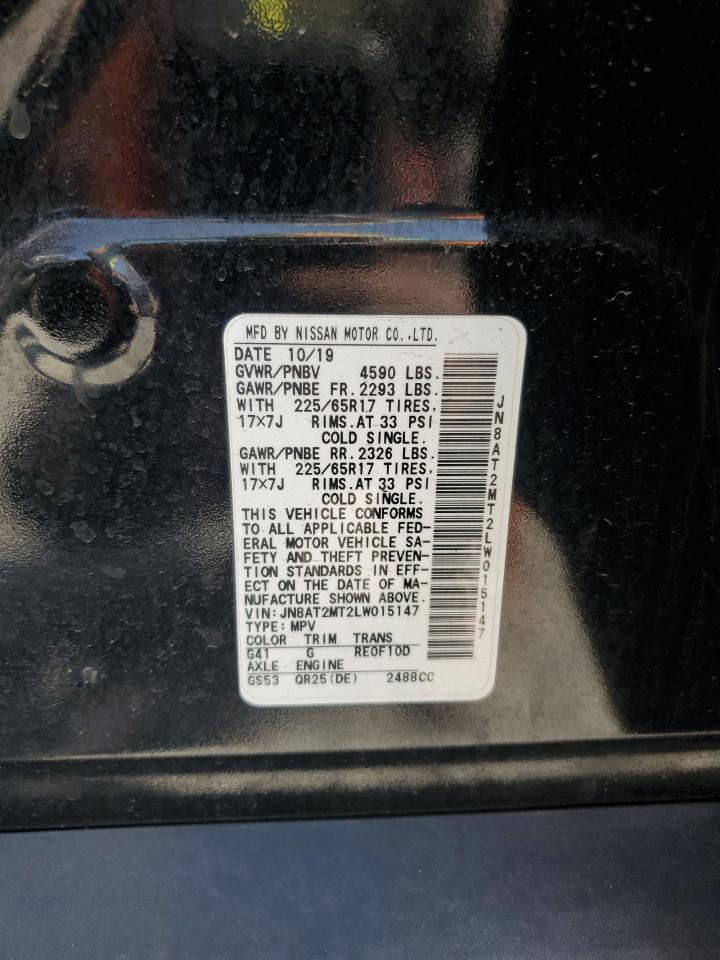 MFD BY NISSAN MOTOR CO.,LTD.
DATE 10/19
GVWR/PNBV 4590 LBS.
GAWR/PNBE FR. 2293 LBS.
WITH 225/65R17 TIRES,
17×7J RIMS. AT 33 PSI
COLD SINGLE.
GAWR/PNBE RR. 2326 LBS.
WITH 225/65R17 TIRES,
17×7J RIMS. AT 33 PSI
COLD SINGLE.
THIS VEHICLE CONFORMS
TO ALL APPLICABLE FED-
ERAL MOTOR VEHICLE SA-
FETY AND THEFT PREVEN-
TION STANDARDS IN EFF-
ECT ON THE DATE OF MA-
NUFACTURE SHOWN ABOVE.
VIN:JN8AT2MT2LW015147
TYPE:MPV
COLOR TRIM TRANS
G41 G RE0F10D
AXLE ENGINE
GS53 QR25(DE) 2488CC
JN8AT2MT2LW015147